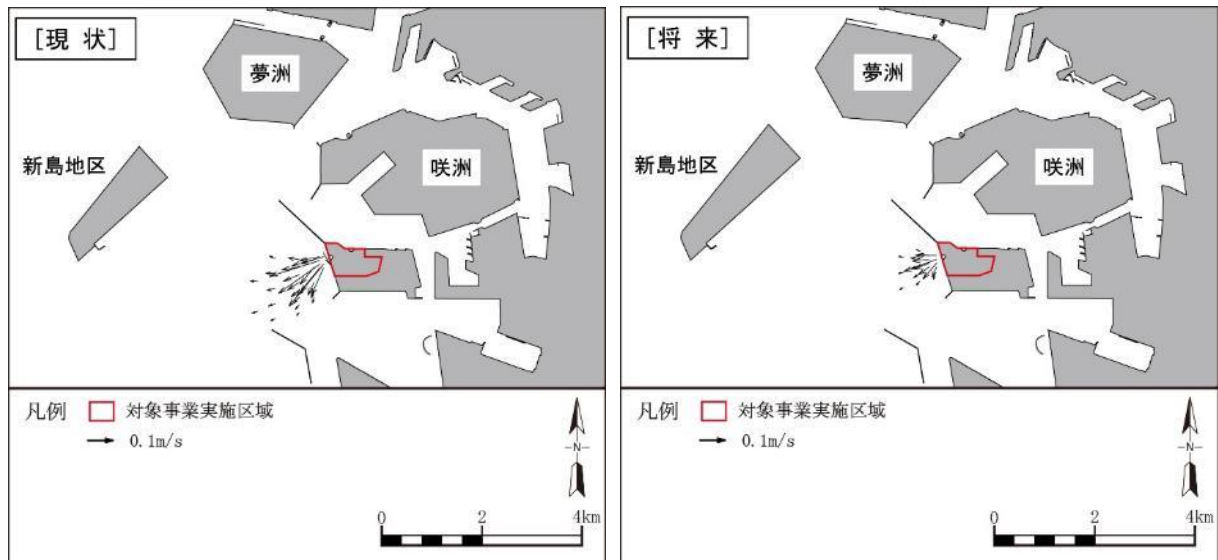 [現 状]
夢洲
新島地区
咲洲
凡例 対象事業実施区域
0.1m/s
N
0 2 4km
[将 来]
夢洲
新島地区
咲洲
凡例 対象事業実施区域
0.1m/s
N
0 2 4km